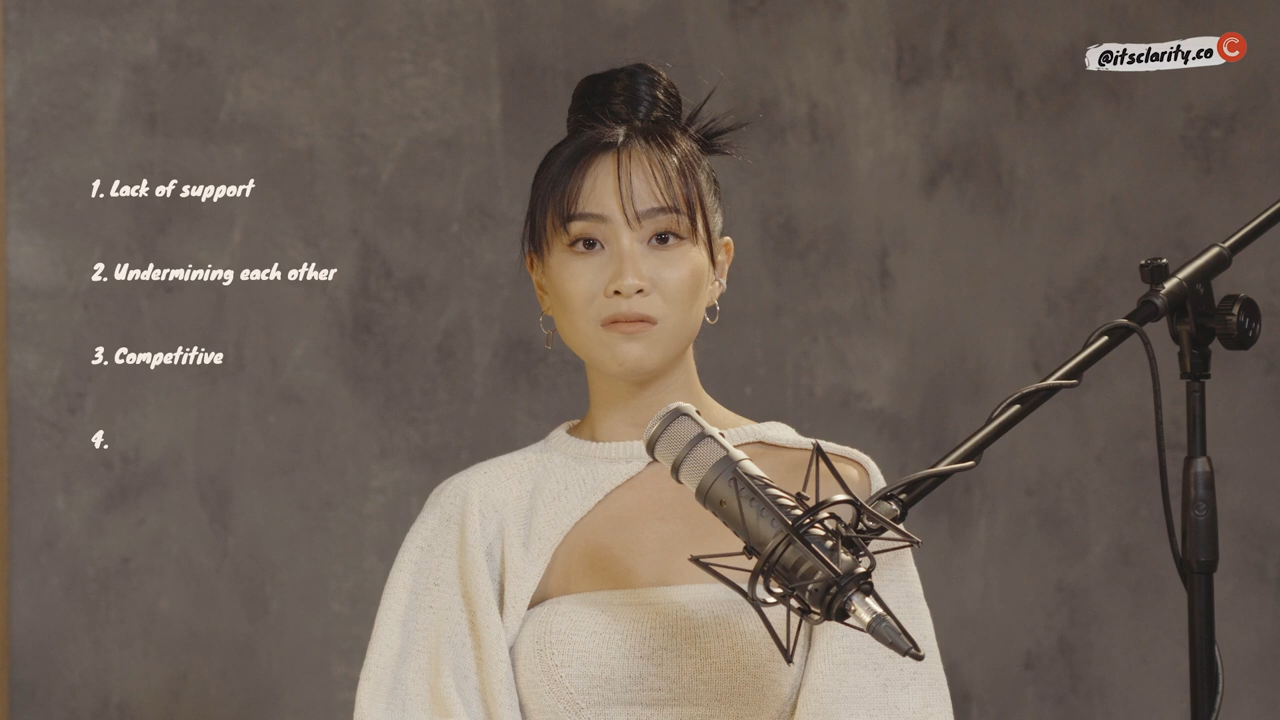 @itsclarity.co C
1. Lack of support
2. Undermining each other
3. Competitive
4.